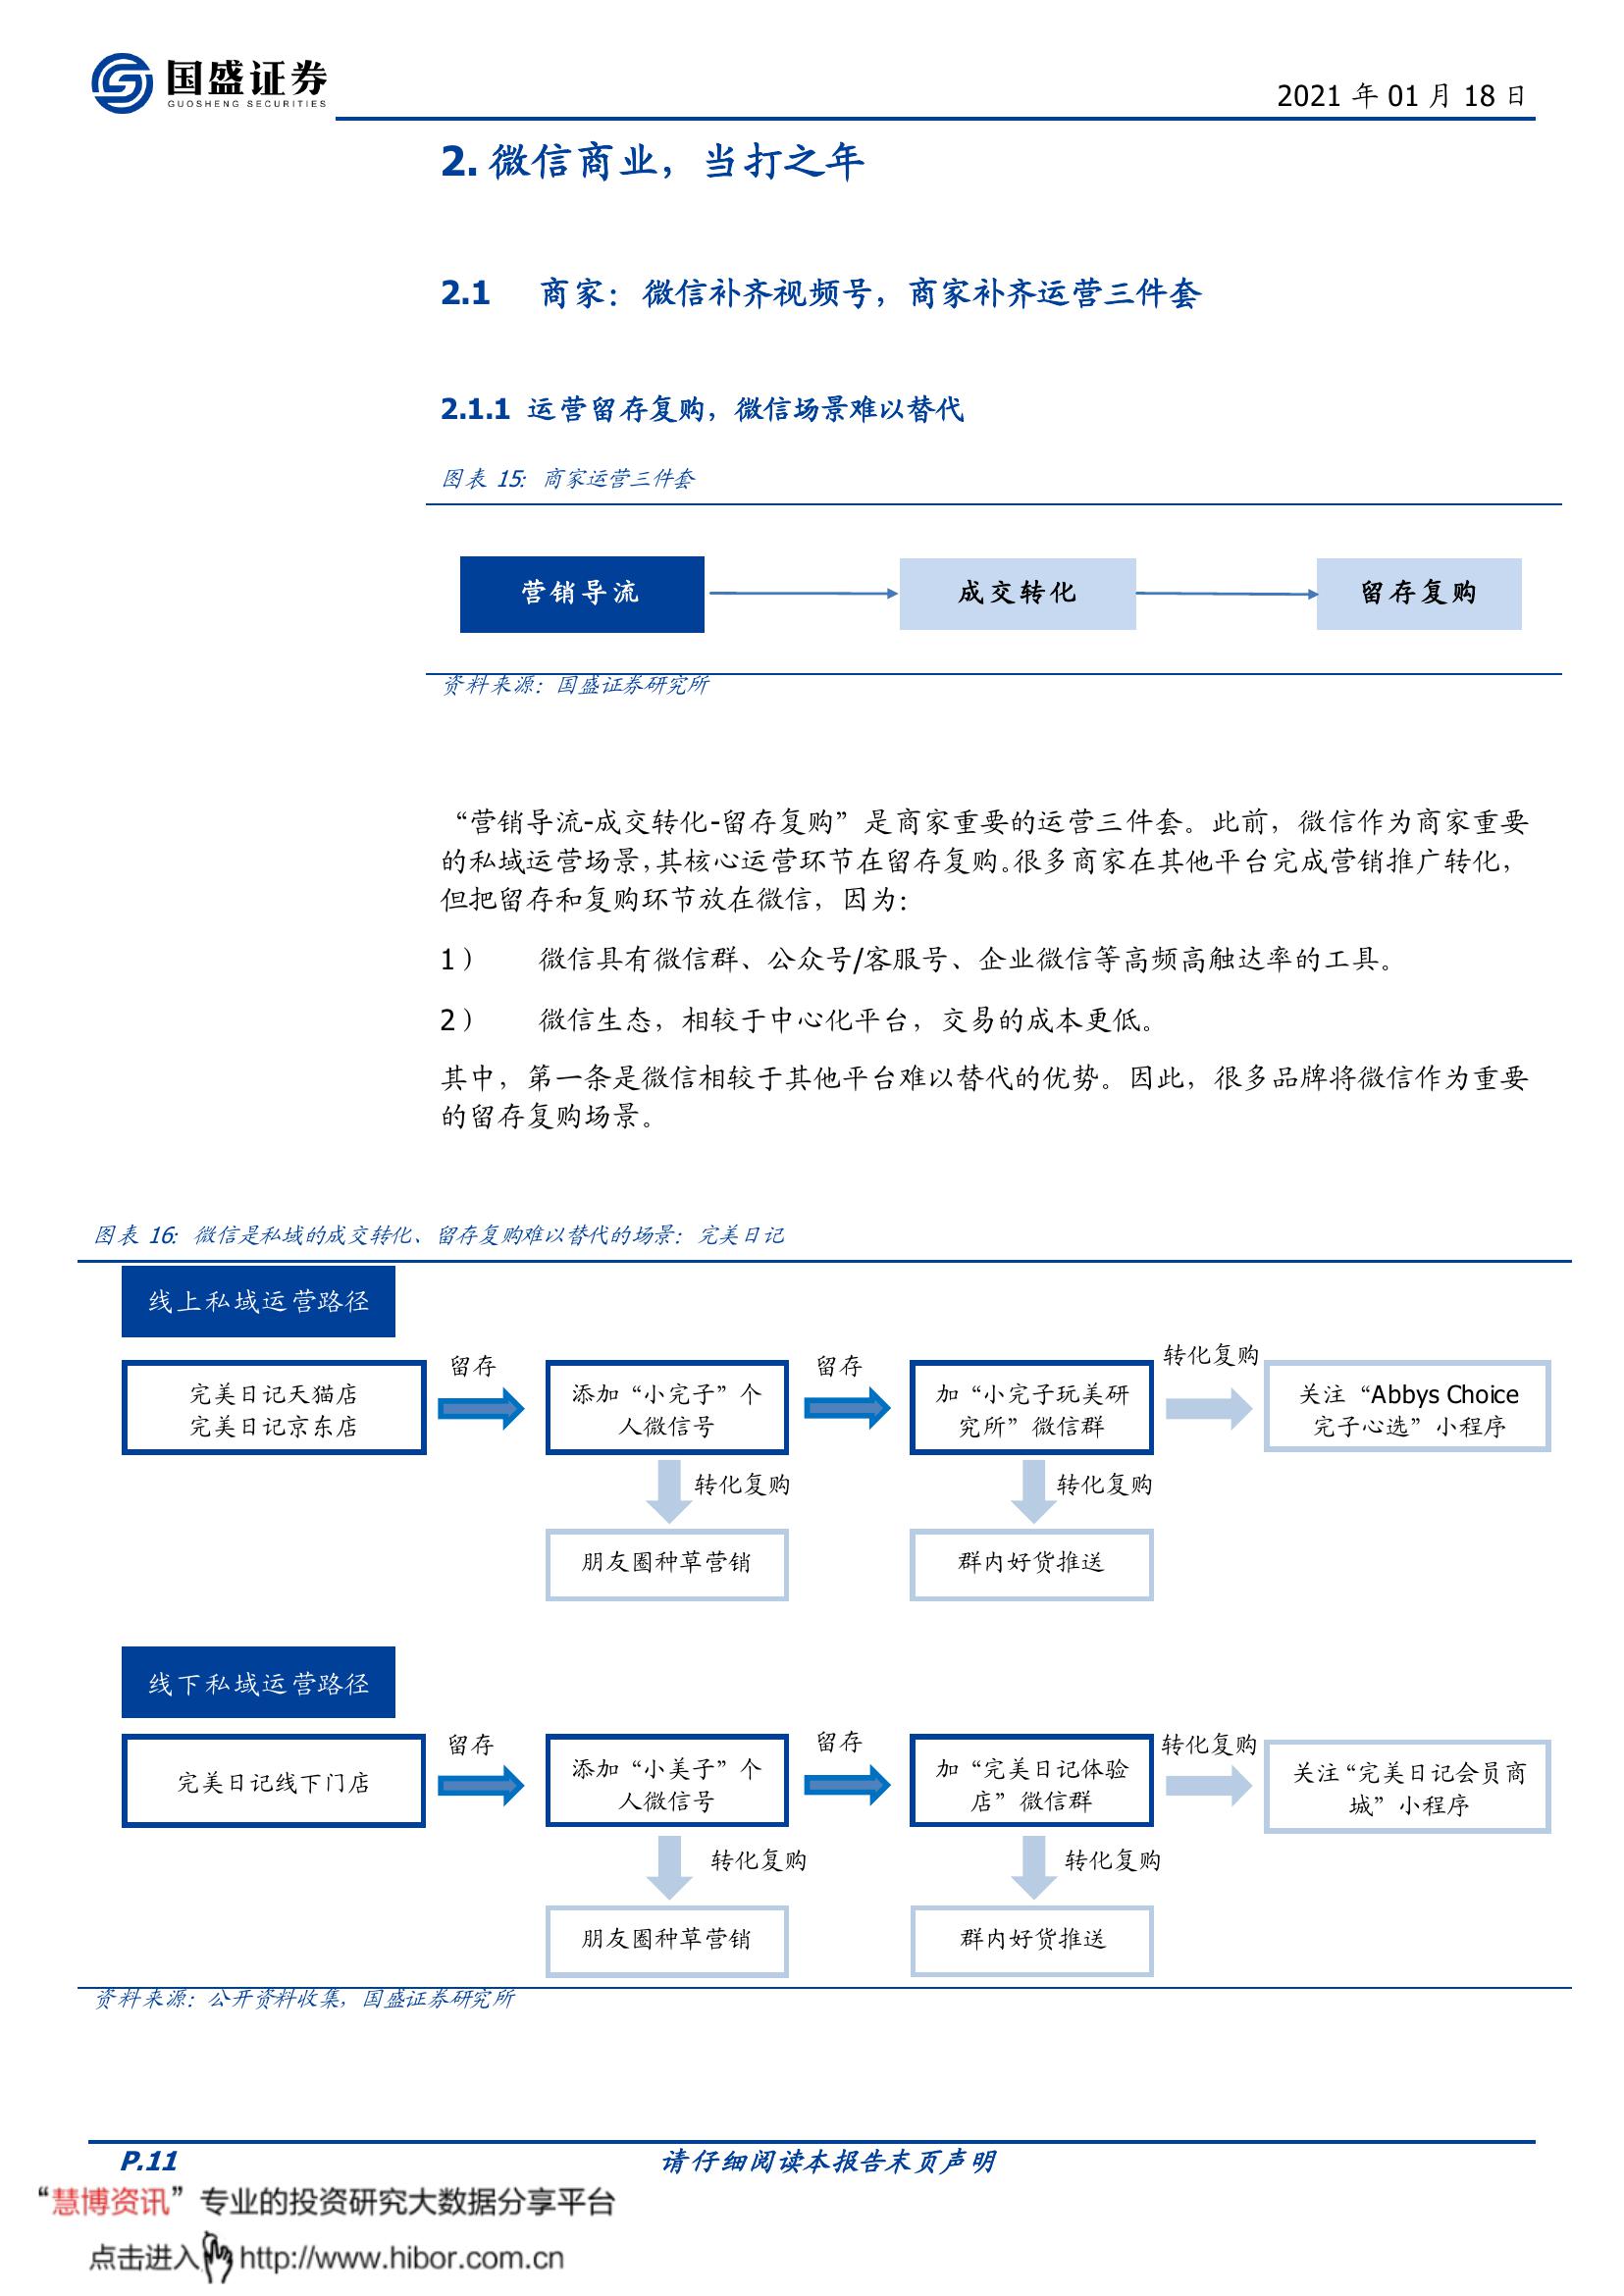 国盛证券
GUOSHENG SECURITIES
2021 年 01 月 18 日
2. 微信商业，当打之年
2.1 商家：微信补齐视频号，商家补齐运营三件套
2.1.1 运营留存复购，微信场景难以替代
图表 15：商家运营三件套
营销导流
成交转化
留存复购
资料来源：国盛证券研究所
“营销导流-成交转化-留存复购”是商家重要的运营三件套。此前，微信作为商家重要
的私域运营场景，其核心运营环节在留存复购。很多商家在其他平台完成营销推广转化，
但把留存和复购环节放在微信，因为：
1） 微信具有微信群、公众号/客服号、企业微信等高频高触达率的工具。
2） 微信生态，相较于中心化平台，交易的成本更低。
其中，第一条是微信相较于其他平台难以替代的优势。因此，很多品牌将微信作为重要
的留存复购场景。
图表 16：微信是私域的成交转化、留存复购难以替代的场景：完美日记
线上私域运营路径
完美日记天猫店
完美日记京东店
留存
添加“小完子”个
人微信号
留存
加“小完子玩美研
究所”微信群
转化复购
关注“Abbys Choice
完子心选”小程序
转化复购
转化复购
朋友圈种草营销
群内好货推送
线下私域运营路径
完美日记线下门店
留存
添加“小美子”个
人微信号
留存
加“完美日记体验
店”微信群
转化复购
关注“完美日记会员商
城”小程序
转化复购
转化复购
朋友圈种草营销
群内好货推送
资料来源：公开资料收集，国盛证券研究所
P.11
请仔细阅读本报告末页声明
“慧博资讯”专业的投资研究大数据分享平台
点击进入http://www.hibor.com.cn